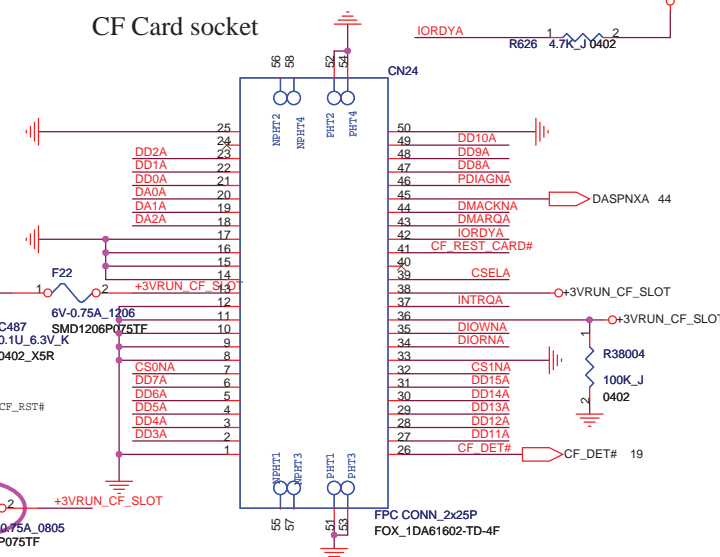 CF Card socket
IORDYA
1
2
R626 4.7K_J 0402
56
58
52
54
CN24
NPHT2
NPHT4
PHT2
PHT4
25
24
DD2A 23
DD1A 22
DD0A 21
DA0A 20
DA1A 19
DA2A 18
17
16
15
14
+3VRUN_CF_SLOT 13
12
11
10
9
8
CS0NA 7
DD7A 6
DD6A 5
DD5A 4
DD4A 3
DD3A 2
1
50
49 DD10A
48 DD9A
47 DD8A
46 PDIAGNA
45 DASPNXA 44
44 DMACKNA
43 DMARQA
42 IORDYA
41 CF_REST_CARD#
40
39 CSELA
38 +3VRUN_CF_SLOT
37 INTRQA
36 +3VRUN_CF_SLOT
35 DIOWNA
34 DIORNA
33
32 CS1NA
31 DD15A
30 DD14A
29 DD13A
28 DD12A
27 DD11A
26 CF_DET# CF_DET# 19
F22
1
2
6V-0.75A_1206
SMD1206P075TF
C487
0.1U_6.3V_K
0402_X5R
CF_RST#
1
R38004
100K_J
0402
2
NPHT1
NPHT3
PHT1
PHT3
55
57
51
53
FPC CONN_2x25P
FOX_1DA61602-TD-4F
2
+3VRUN_CF_SLOT
0.75A_0805
P075TF